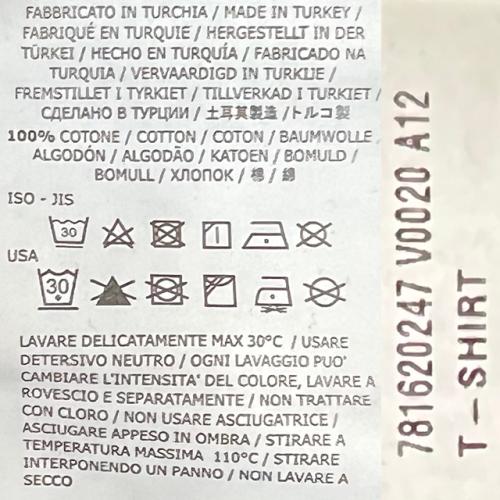 FABBRICATO IN TURCHIA / MADE IN TURKEY /
FABRIQUÉ EN TURQUIE / HERGESTELLT IN DER
TÜRKEI / HECHO EN TURQUÍA / FABRICADO NA
TURQUIA / VERVAARDIGD IN TURKIJE /
FREMSTILLET I TYRKIET / TILLVERKAD I TURKIET /
СДЕЛАНО В ТУРЦИИ / 土耳其製造 / トルコ製
100% COTONE / COTTON / COTON / BAUMWOLLE
ALGODÓN / ALGODÃO / KATOEN / BOMULD /
BOMULL / ХЛОПОК / 棉 / 綿
ISO - JIS
30
USA
30
LAVARE DELICATAMENTE MAX 30°C / USARE
DETERSIVO NEUTRO / OGNI LAVAGGIO PUO'
CAMBIARE L'INTENSITA' DEL COLORE, LAVARE A
ROVESCIO E SEPARATAMENTE / NON TRATTARE
CON CLORO / NON USARE ASCIUGATRICE /
ASCIUGARE APPESO IN OMBRA / STIRARE A
TEMPERATURA MASSIMA 110°C / STIRARE
INTERPONENDO UN PANNO / NON LAVARE A
SECCO
781620247 V0020 A12
T-SHIRT